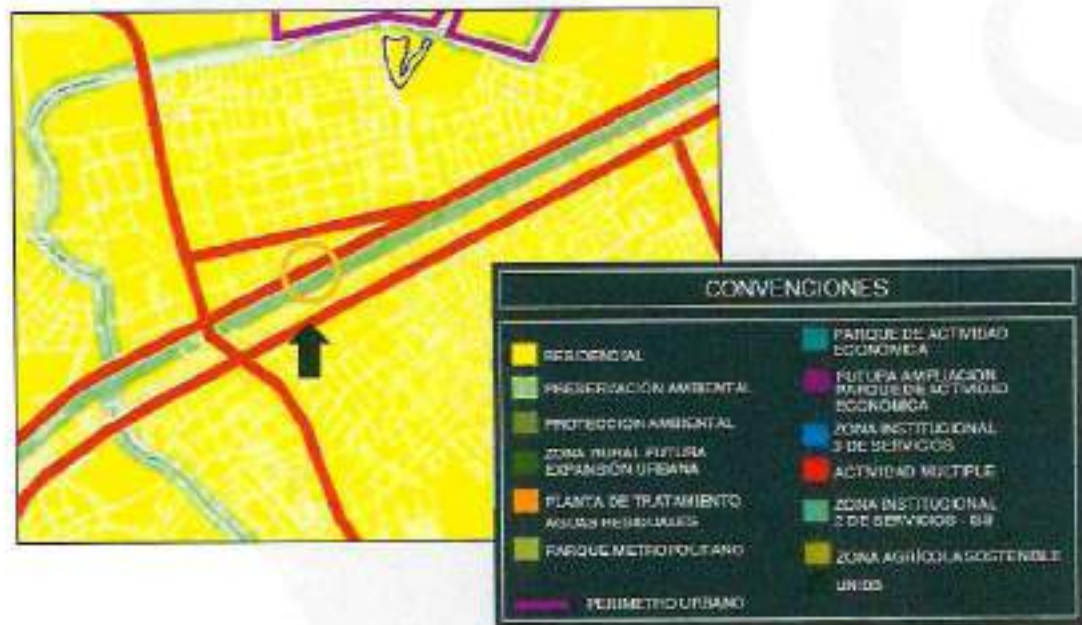 CONVENCIONES
RESIDENCIAL
PRESERVACIÓN AMBIENTAL
PROTECCIÓN AMBIENTAL
ZONA RURAL FUTURA
EXPANSIÓN URBANA
PLANTA DE TRATAMIENTO
AGUAS RESIDUALES
PARQUE METROPOLITANO
PERIMETRO URBANO
PARQUE DE ACTIVIDAD
ECONÓMICA
FUTURA AMPLIACIÓN
PARQUE DE ACTIVIDAD
ECONÓMICA
ZONA INSTITUCIONAL
3 DE SERVICIOS
ACTIVIDAD MULTIPLE
ZONA INSTITUCIONAL
2 DE SERVICIOS
ZONA AGRÍCOLA SOSTENIBLE